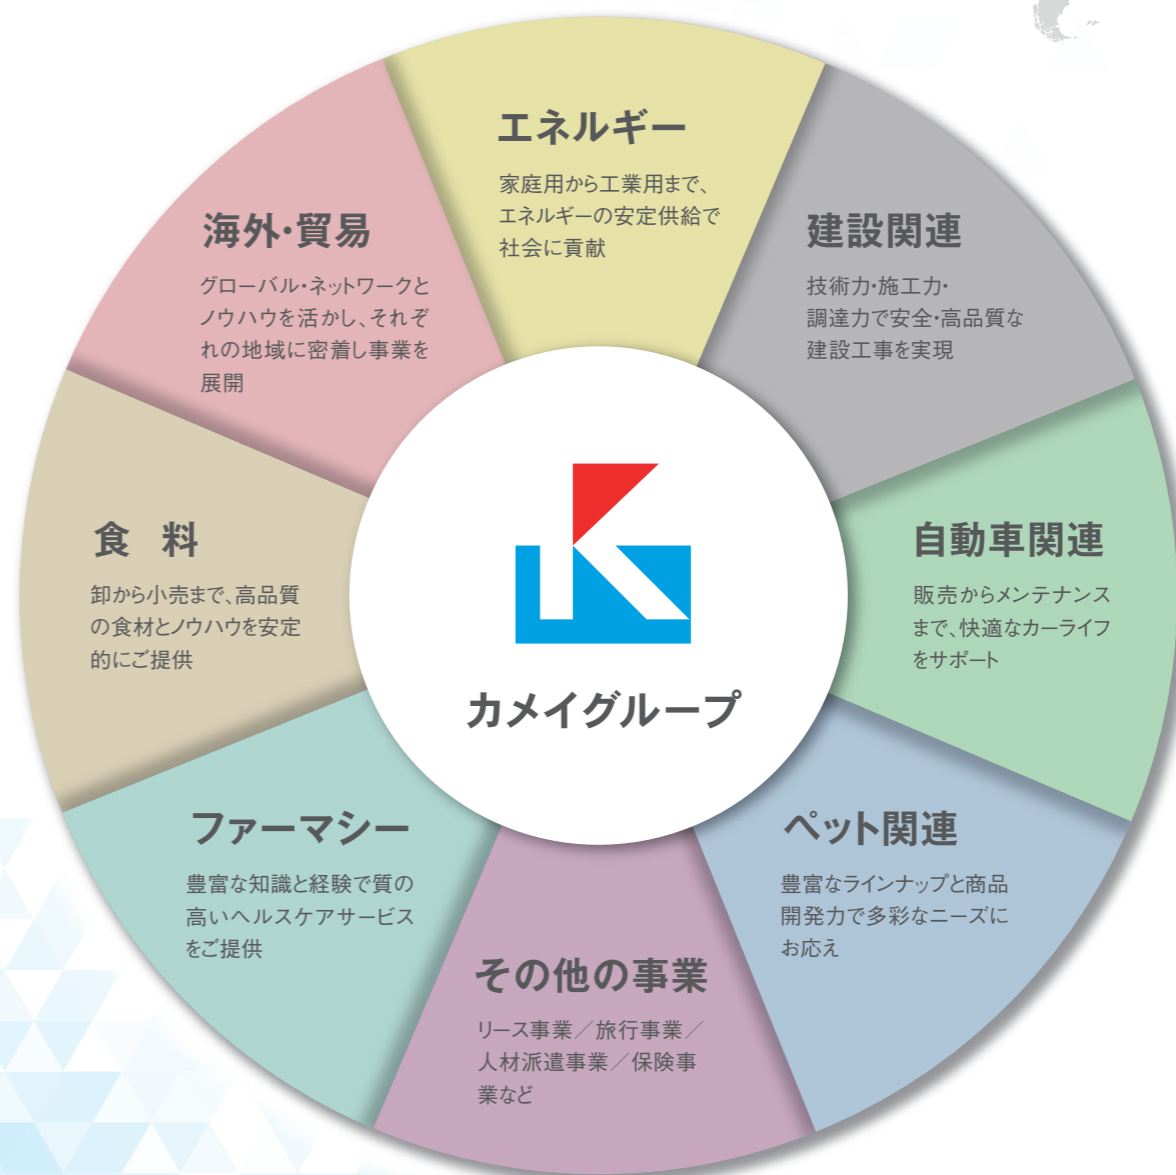 エネルギー
家庭用から工業用まで、
エネルギーの安定供給で
社会に貢献
建設関連
技術力・施工力・
調達力で安全・高品質な
建設工事を実現
自動車関連
販売からメンテナンス
まで、快適なカーライフ
をサポート
ペット関連
豊富なラインナップと商品
開発力で多彩なニーズに
お応え
その他の事業
リース事業／旅行事業／
人材派遣事業／保険事
業など
ファーマシー
豊富な知識と経験で質の
高いヘルスケアサービス
をご提供
食　料
卸から小売まで、高品質
の食材とノウハウを安定
的にご提供
海外・貿易
グローバル・ネットワークと
ノウハウを活かし、それぞ
れの地域に密着し事業を
展開
カメイグループ